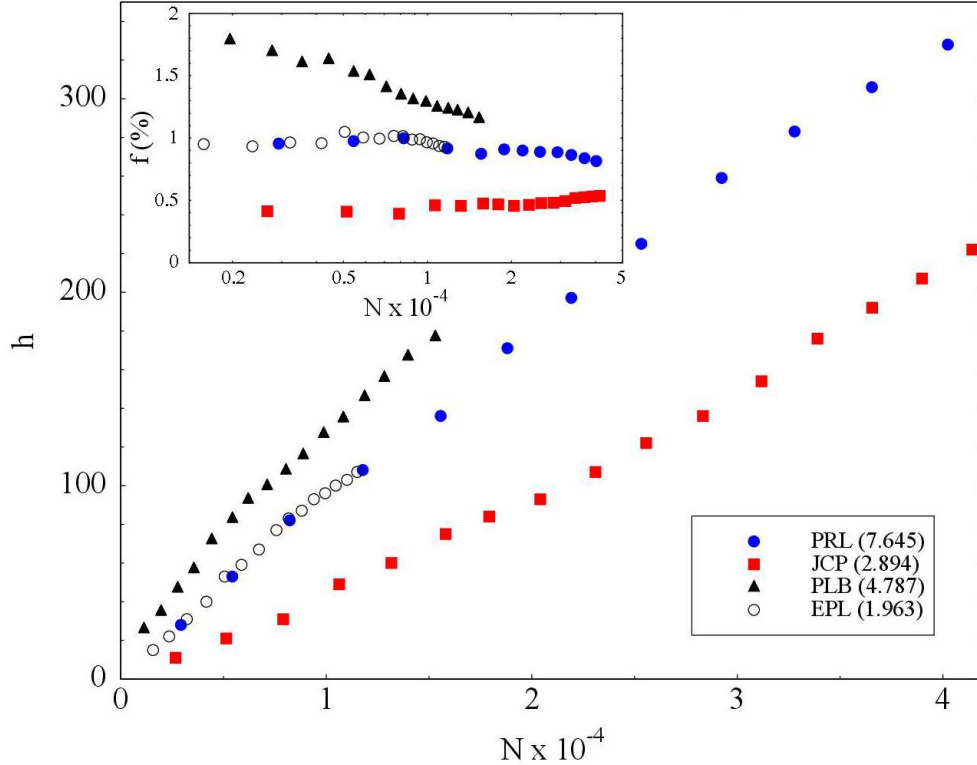 2
1.5
1
0.5
0
f (%)
0.2 0.5 1 2 5
N x 10-4
300
200
100
0
h
PRL (7.645)
JCP (2.894)
PLB (4.787)
EPL (1.963)
0 1 2 3 4
N x 10-4